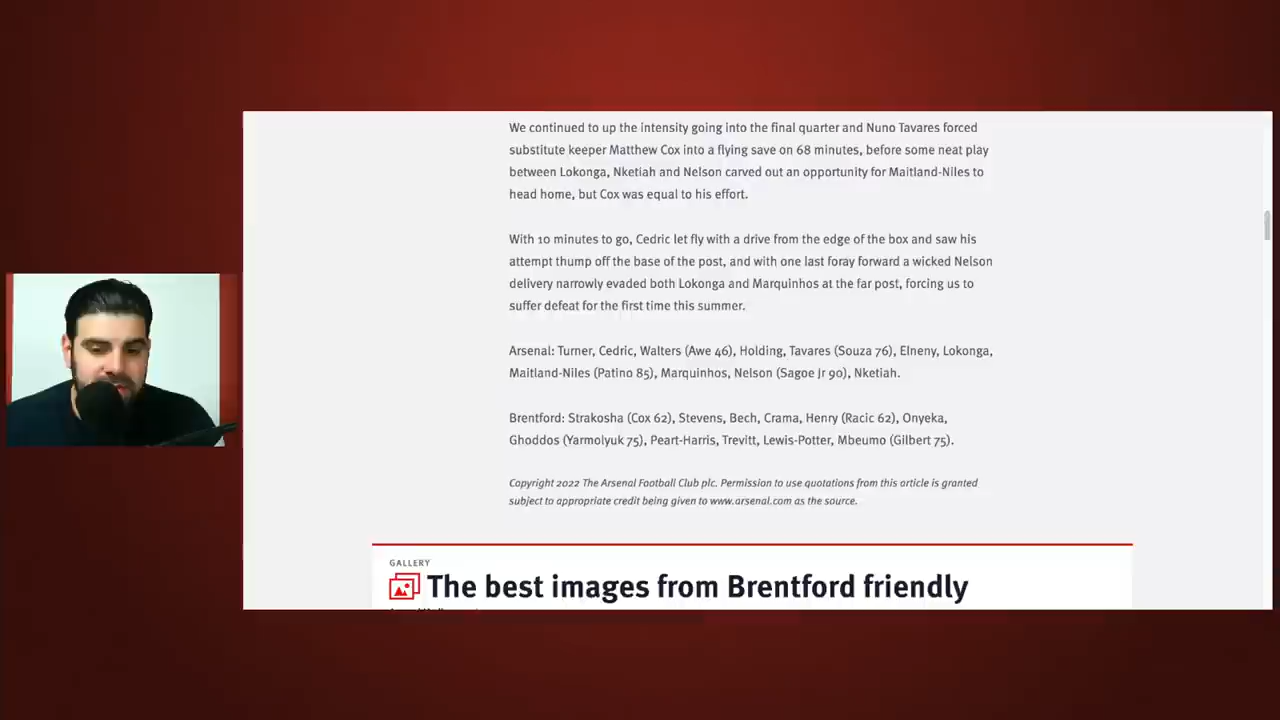 We continued to up the intensity going into the final quarter and Nuno Tavares forced
substitute keeper Matthew Cox into a flying save on 68 minutes, before some neat play
between Lokonga, Nketiah and Nelson carved out an opportunity for Maitland-Niles to
head home, but Cox was equal to his effort.
With 10 minutes to go, Cedric let fly with a drive from the edge of the box and saw his
attempt thump off the base of the post, and with one last foray forward a wicked Nelson
delivery narrowly evaded both Lokonga and Marquinhos at the far post, forcing us to
suffer defeat for the first time this summer.
Arsenal: Turner, Cedric, Walters (Awe 46), Holding, Tavares (Souza 76), Elneny, Lokonga,
Maitland-Niles (Patino 85), Marquinhos, Nelson (Sagoe Jr 90), Nketiah.
Brentford: Strakosha (Cox 62), Stevens, Bech, Crama, Henry (Racic 62), Onyeka,
Ghoddos (Yarmolyuk 75), Peart-Harris, Trevitt, Lewis-Potter, Mbeumo (Gilbert 75).
Copyright 2022 The Arsenal Football Club plc. Permission to use quotations from this article is granted
subject to appropriate credit being given to www.arsenal.com as the source.
GALLERY
The best images from Brentford friendly